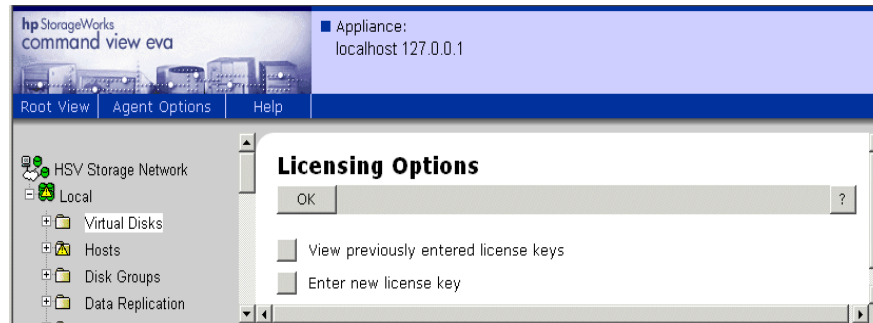 hp StorageWorks
command view eva
Appliance:
localhost 127.0.0.1
Root View
Agent Options
Help
HSV Storage Network
Local
Virtual Disks
Hosts
Disk Groups
Data Replication
Licensing Options
OK
?
View previously entered license keys
Enter new license key